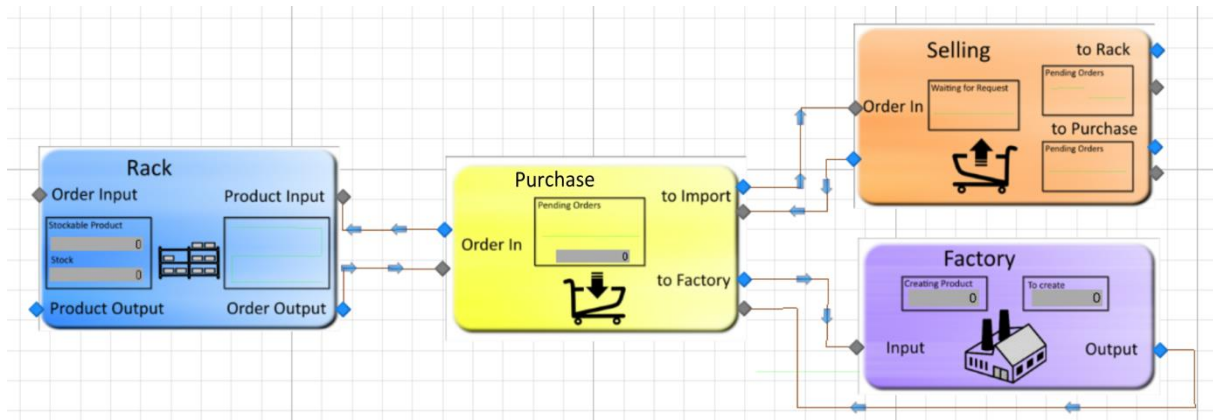 Selling
to Rack
Waiting for Request
Pending Orders
Order In
to Purchase
Pending Orders
Rack
Order Input
Product Input
Stockable Product
0
Stock
0
Product Output
Order Output
Purchase
to Import
Pending Orders
Order In
0
to Factory
Factory
Creating Product
0
To create
0
Input
Output